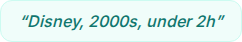 “Disney, 2000s, under 2h”